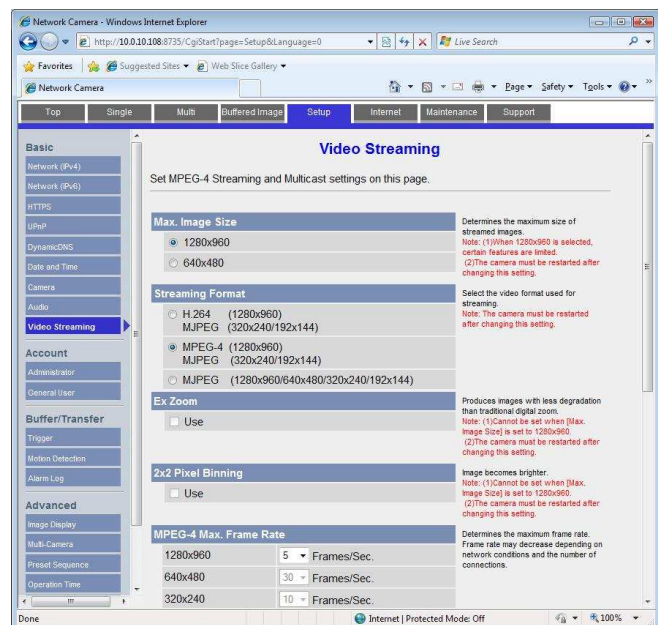 Network Camera - Windows Internet Explorer
http://10.0.10.108:8735/CgiStart?page=Setup&Language=0
Live Search
Favorites Suggested Sites Web Slice Gallery
Network Camera
Page Safety Tools
Top Single Multi Buffered Image Setup Internet Maintenance Support
Basic
Network (IPv4)
Network (IPv6)
HTTPS
UPnP
DynamicDNS
Date and Time
Camera
Audio
Video Streaming
Account
Administrator
General User
Buffer/Transfer
Trigger
Motion Detection
Alarm Log
Advanced
Image Display
Multi-Camera
Preset Sequence
Operation Time
Video Streaming
Set MPEG-4 Streaming and Multicast settings on this page.
Max. Image Size
1280x960
640x480
Determines the maximum size of
streamed images.
Note: (1)When 1280x960 is selected,
certain features are limited.
(2)The camera must be restarted after
changing this setting.
Streaming Format
H.264 (1280x960)
MJPEG (320x240/192x144)
MPEG-4 (1280x960)
MJPEG (320x240/192x144)
MJPEG (1280x960/640x480/320x240/192x144)
Select the video format used for
streaming.
Note: The camera must be restarted
after changing this setting.
Ex Zoom
Use
Produces images with less degradation
than traditional digital zoom.
Note: (1)Cannot be set when [Max.
Image Size] is set to 1280x960.
(2)The camera must be restarted after
changing this setting.
2x2 Pixel Binning
Use
Image becomes brighter.
Note: (1)Cannot be set when [Max.
Image Size] is set to 1280x960.
(2)The camera must be restarted after
changing this setting.
MPEG-4 Max. Frame Rate
1280x960 5 Frames/Sec.
640x480 30 Frames/Sec.
320x240 10 Frames/Sec.
Determines the maximum frame rate.
Frame rate may decrease depending on
network conditions and the number of
connections.
Done
Internet | Protected Mode: Off
100%